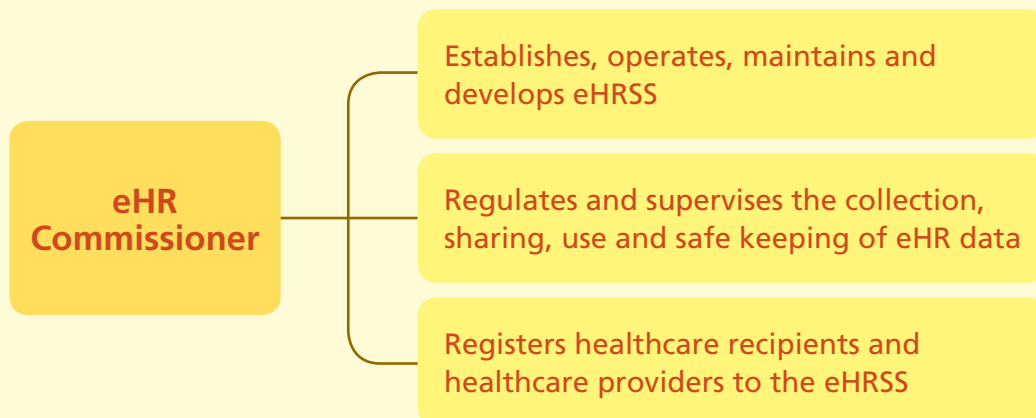 eHR
Commissioner
Establishes, operates, maintains and
develops eHRSS
Regulates and supervises the collection,
sharing, use and safe keeping of eHR data
Registers healthcare recipients and
healthcare providers to the eHRSS